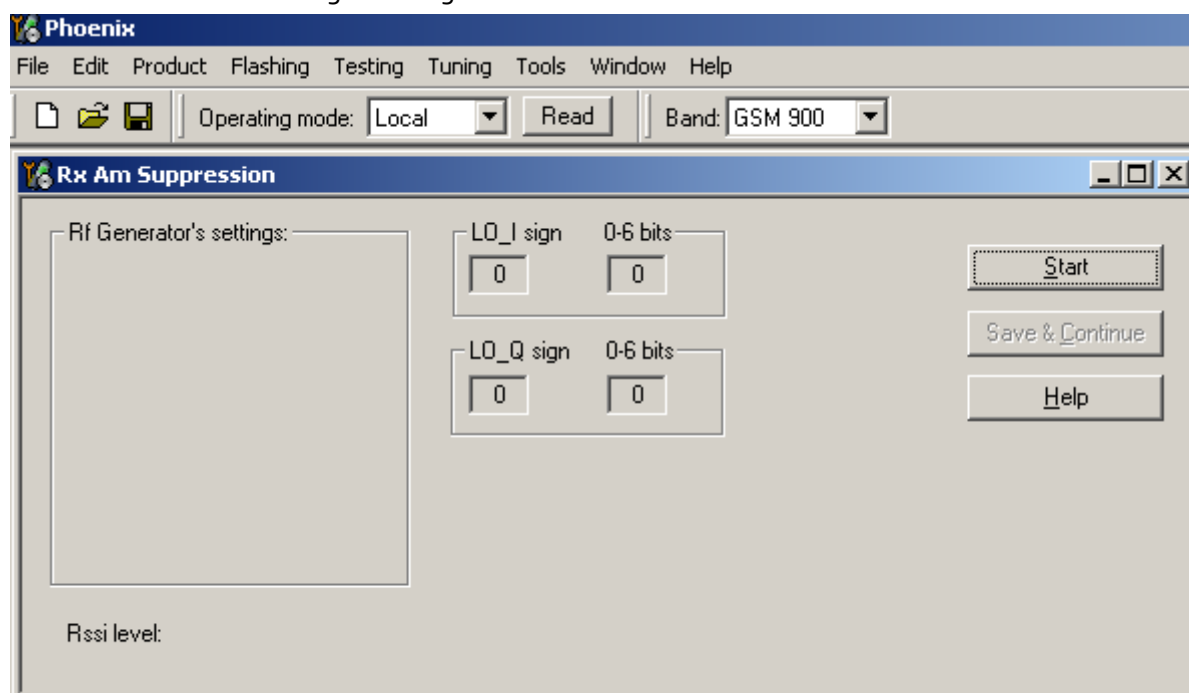 Phoenix
File Edit Product Flashing Testing Tuning Tools Window Help
Operating mode: Local Read Band: GSM 900
Rx Am Suppression
Rf Generator's settings:
LO_I sign 0-6 bits
0 0
LO_Q sign 0-6 bits
0 0
Start
Save & Continue
Help
Rssi level: